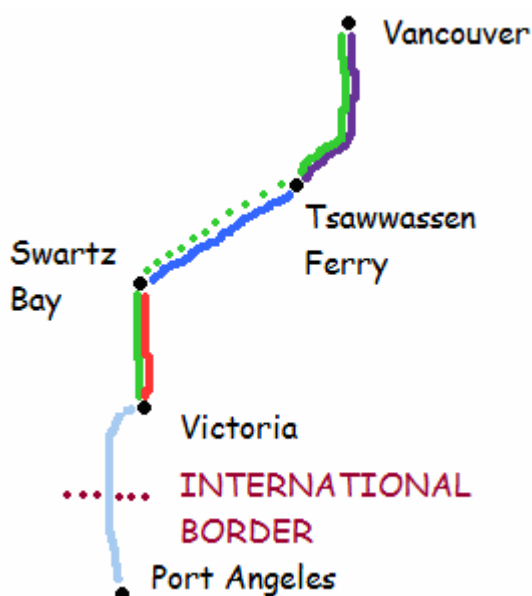 Vancouver
Tsawwassen
Ferry
Swartz
Bay
Victoria
INTERNATIONAL
BORDER
Port Angeles